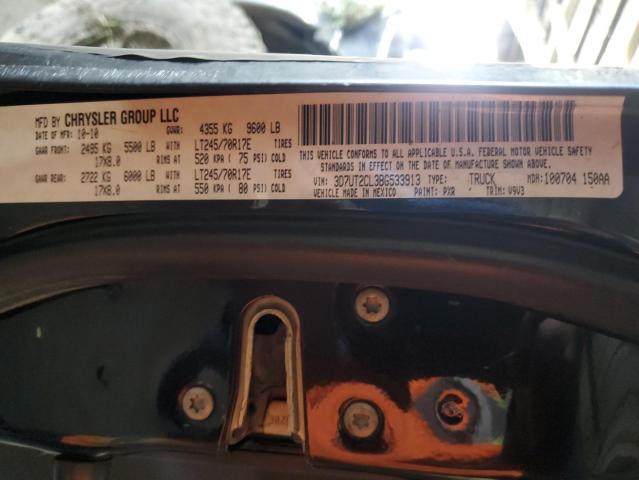 MFD BY CHRYSLER GROUP LLC
DATE OF MFR: 10-10 GVWR: 4355 KG 9600 LB
GAWR FRONT: 2495 KG 5500 LB WITH LT245/70R17E TIRES
17X8.0 RIMS AT 520 KPA ( 75 PSI) COLD
GAWR REAR: 2722 KG 6000 LB WITH LT245/70R17E TIRES
17X8.0 RIMS AT 550 KPA ( 80 PSI) COLD
THIS VEHICLE CONFORMS TO ALL APPLICABLE U.S.A. FEDERAL MOTOR VEHICLE SAFETY
STANDARDS IN EFFECT ON THE DATE OF MANUFACTURE SHOWN ABOVE.
VIN: 3D7UT2CL3BG533913 TYPE: TRUCK MDH: 100704 150AA
VEHICLE MADE IN MEXICO PAINT: PXR TRIM: V9V3